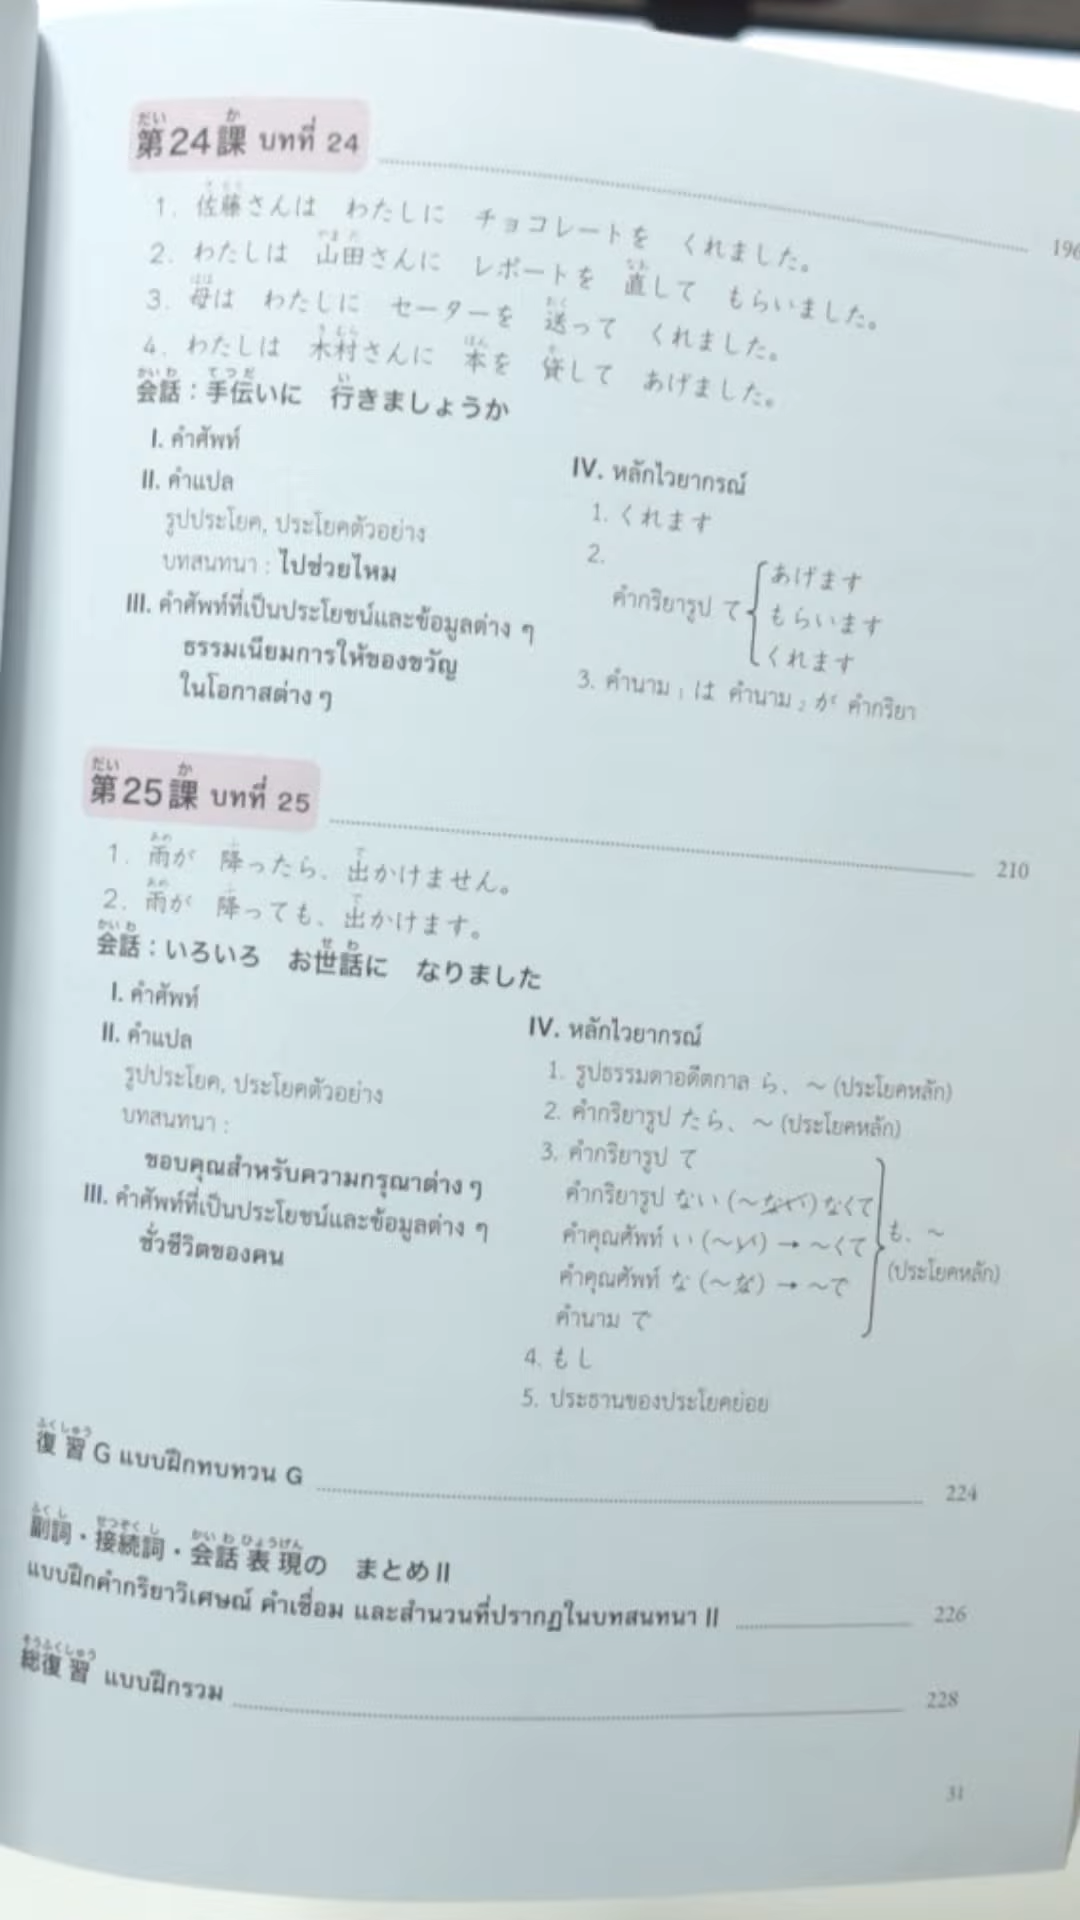 第24課 บทที่ 24 196
1. 佐藤さんは わたしに チョコレートを くれました。
2. わたしは 山田さんに レポートを 直して もらいました。
3. 母は わたしに セーターを 送って くれました。
4. わたしは 木村さんに 本を 貸して あげました。
会話：手伝いに 行きましょうか
I. คำศัพท์
II. คำแปล
รูปประโยค, ประโยคตัวอย่าง
บทสนทนา : ไปช่วยไหม
III. คำศัพท์ที่เป็นประโยชน์และข้อมูลต่าง ๆ
ธรรมเนียมการให้ของขวัญ
ในโอกาสต่าง ๆ
IV. หลักไวยากรณ์
1. くれます
2.
คำกริยารูป て
あげます
もらいます
くれます
3. คำนาม 1 は คำนาม 2 が คำกริยา
第25課 บทที่ 25 210
1. 雨が 降ったら、出かけません。
2. 雨が 降っても、出かけます。
会話：いろいろ お世話に なりました
I. คำศัพท์
II. คำแปล
รูปประโยค, ประโยคตัวอย่าง
บทสนทนา :
ขอบคุณสำหรับความกรุณาต่าง ๆ
III. คำศัพท์ที่เป็นประโยชน์และข้อมูลต่าง ๆ
ชั่วชีวิตของคน
IV. หลักไวยากรณ์
1. รูปธรรมดาอดีตกาล ら、～ (ประโยคหลัก)
2. คำกริยารูป たら、～ (ประโยคหลัก)
3. คำกริยารูป て
คำกริยารูป ない (～ない) なくて
คำคุณศัพท์ い (～い) → ～くて
คำคุณศัพท์ な (～な) → ～で
คำนาม で
も、～
(ประโยคหลัก)
4. もし
5. ประธานของประโยคย่อย
復習 G แบบฝึกทบทวน G 224
副詞・接続詞・会話表現の まとめ II
แบบฝึกคำกริยาวิเศษณ์ คำเชื่อม และสำนวนที่ปรากฏในบทสนทนา II 226
総復習 แบบฝึกรวม 228
31